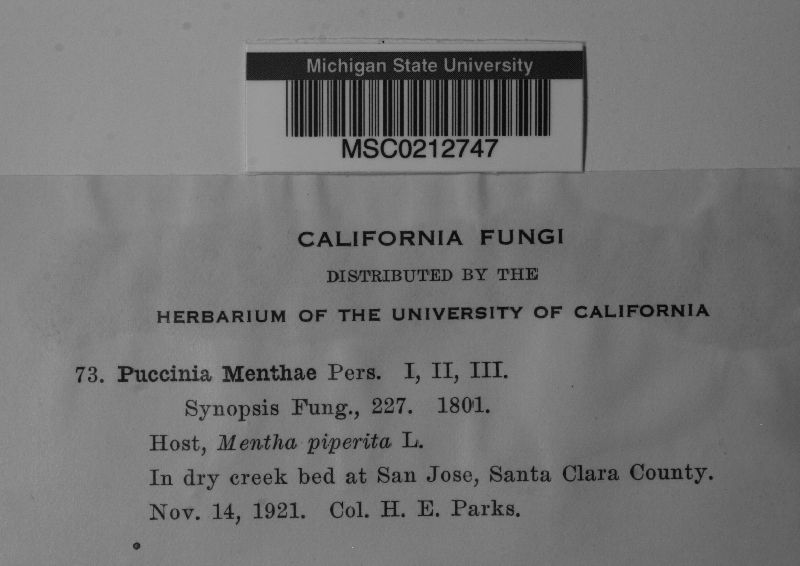 Michigan State University
MSC0212747
CALIFORNIA FUNGI
DISTRIBUTED BY THE
HERBARIUM OF THE UNIVERSITY OF CALIFORNIA
73. Puccinia Menthae Pers. I, II, III.
Synopsis Fung., 227. 1801.
Host, Mentha piperita L.
In dry creek bed at San Jose, Santa Clara County.
Nov. 14, 1921. Col. H. E. Parks.